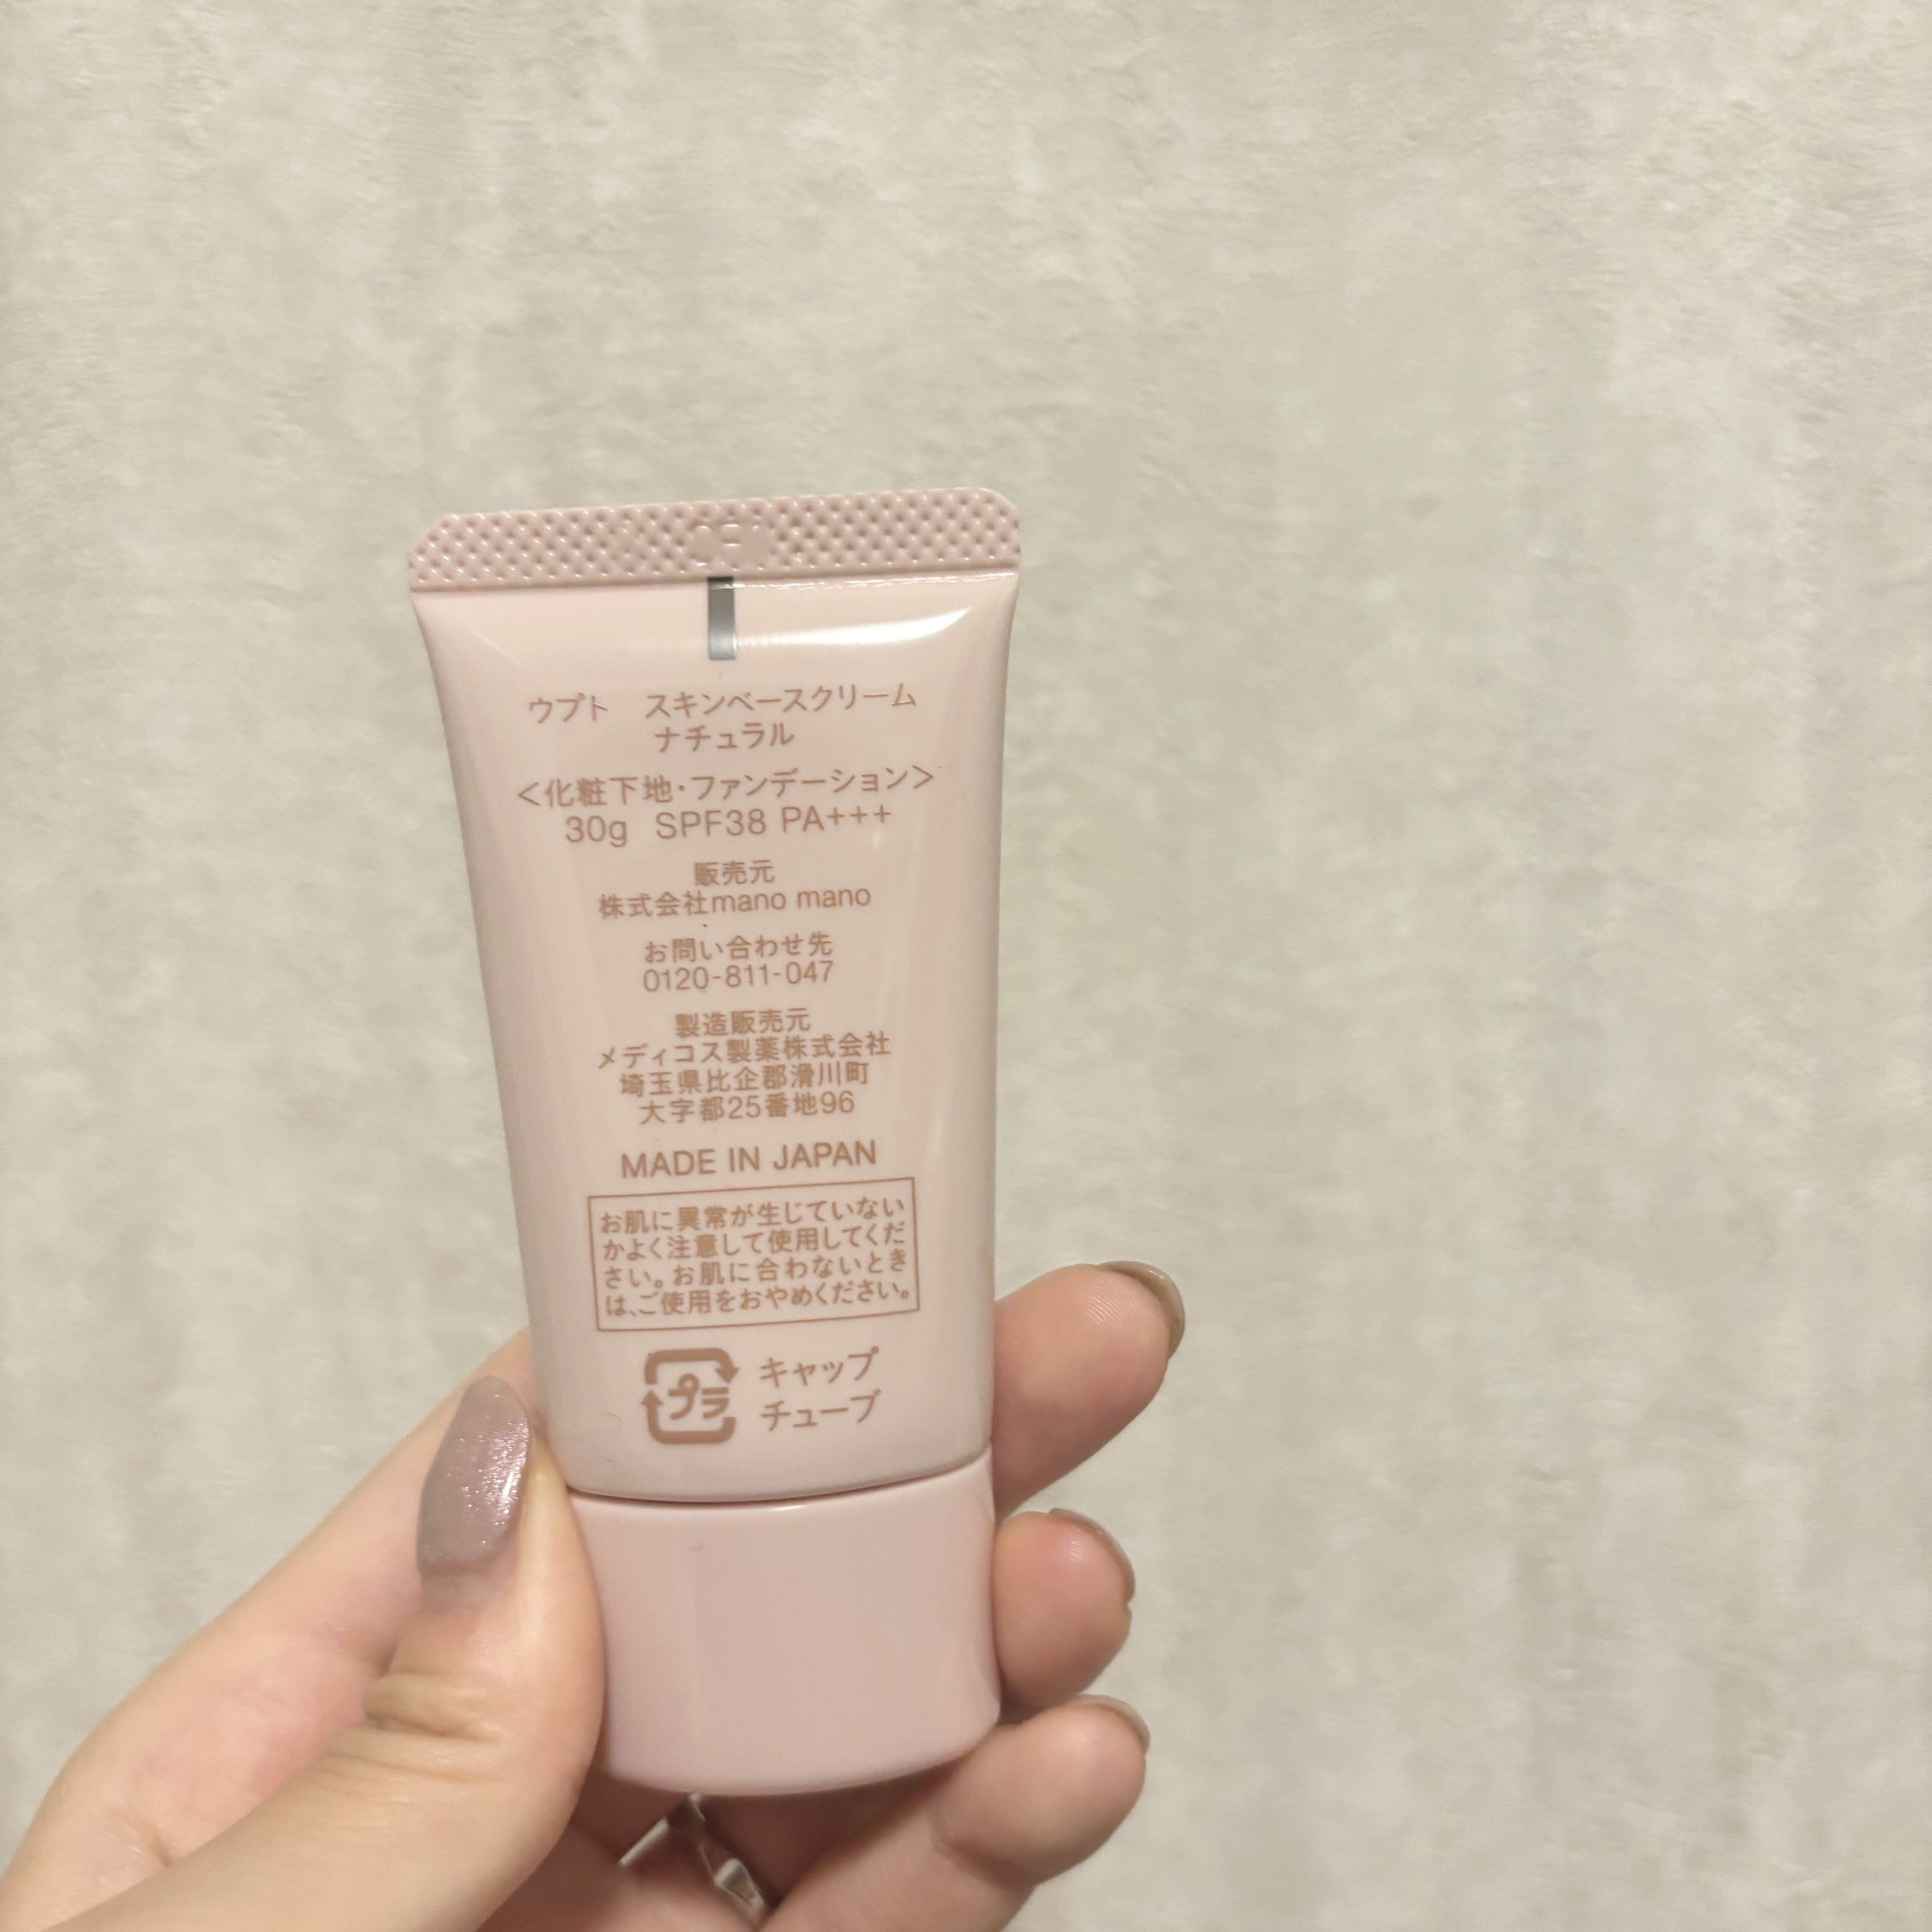 ウプト　スキンベースクリーム
ナチュラル
＜化粧下地・ファンデーション＞
30g SPF38 PA+++
販売元
株式会社mano mano
お問い合わせ先
0120-811-047
製造販売元
メディコス製薬株式会社
埼玉県比企郡滑川町
大字都25番地96
MADE IN JAPAN
お肌に異常が生じていない
かよく注意して使用してくだ
さい。お肌に合わないとき
は、ご使用をおやめください。
プラ キャップ
チューブ